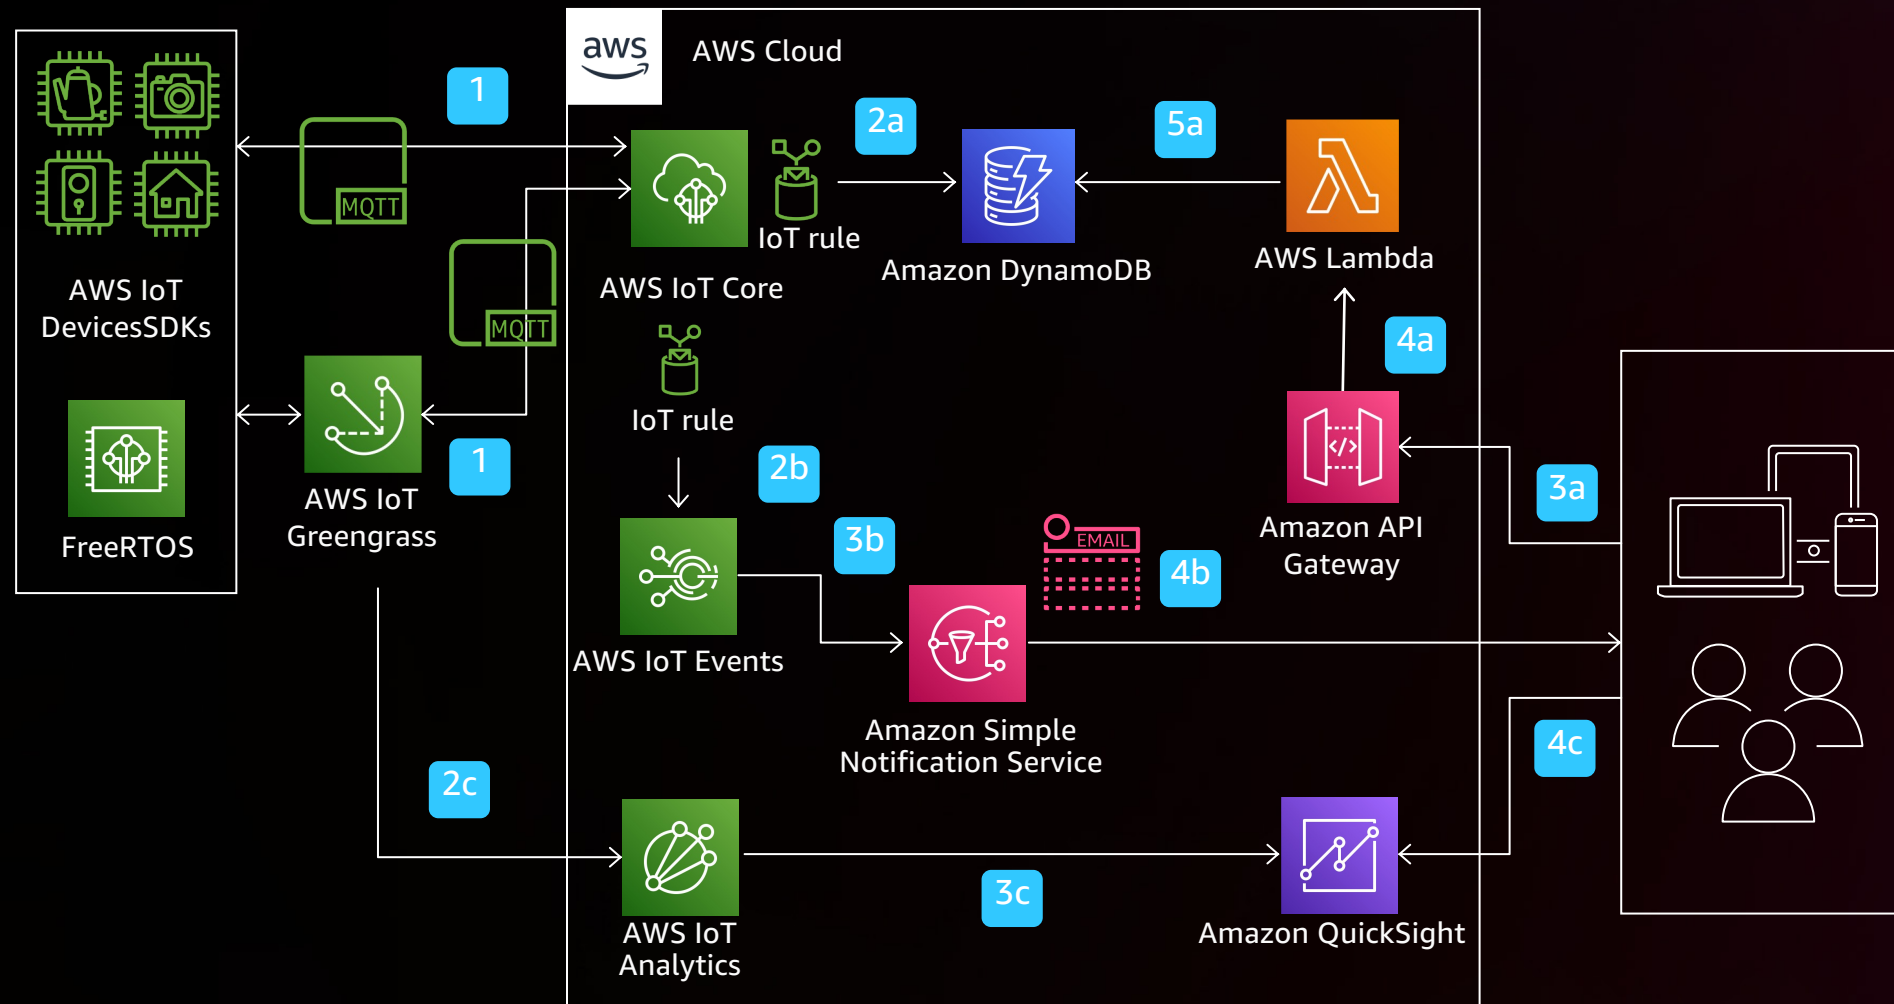 aws
AWS Cloud
1
2a
5a
MQTT
IoT rule
AWS IoT Core
Amazon DynamoDB
AWS Lambda
AWS IoT
DevicesSDKs
MQTT
4a
IoT rule
</>
1
2b
3a
AWS IoT
Greengrass
FreeRTOS
Amazon API
Gateway
3b
EMAIL
4b
AWS IoT Events
Amazon Simple
Notification Service
4c
2c
3c
AWS IoT
Analytics
Amazon QuickSight